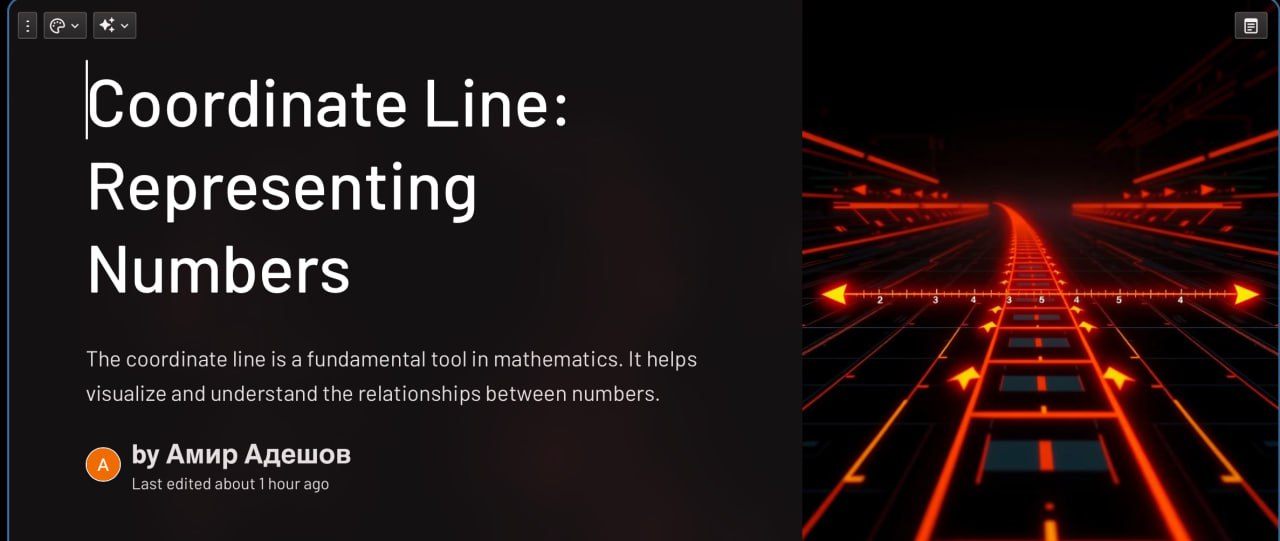 Coordinate Line:
Representing
Numbers
The coordinate line is a fundamental tool in mathematics. It helps
visualize and understand the relationships between numbers.
A
by Амир Адешов
Last edited about 1 hour ago
2 3 4 3 5 4 5 4